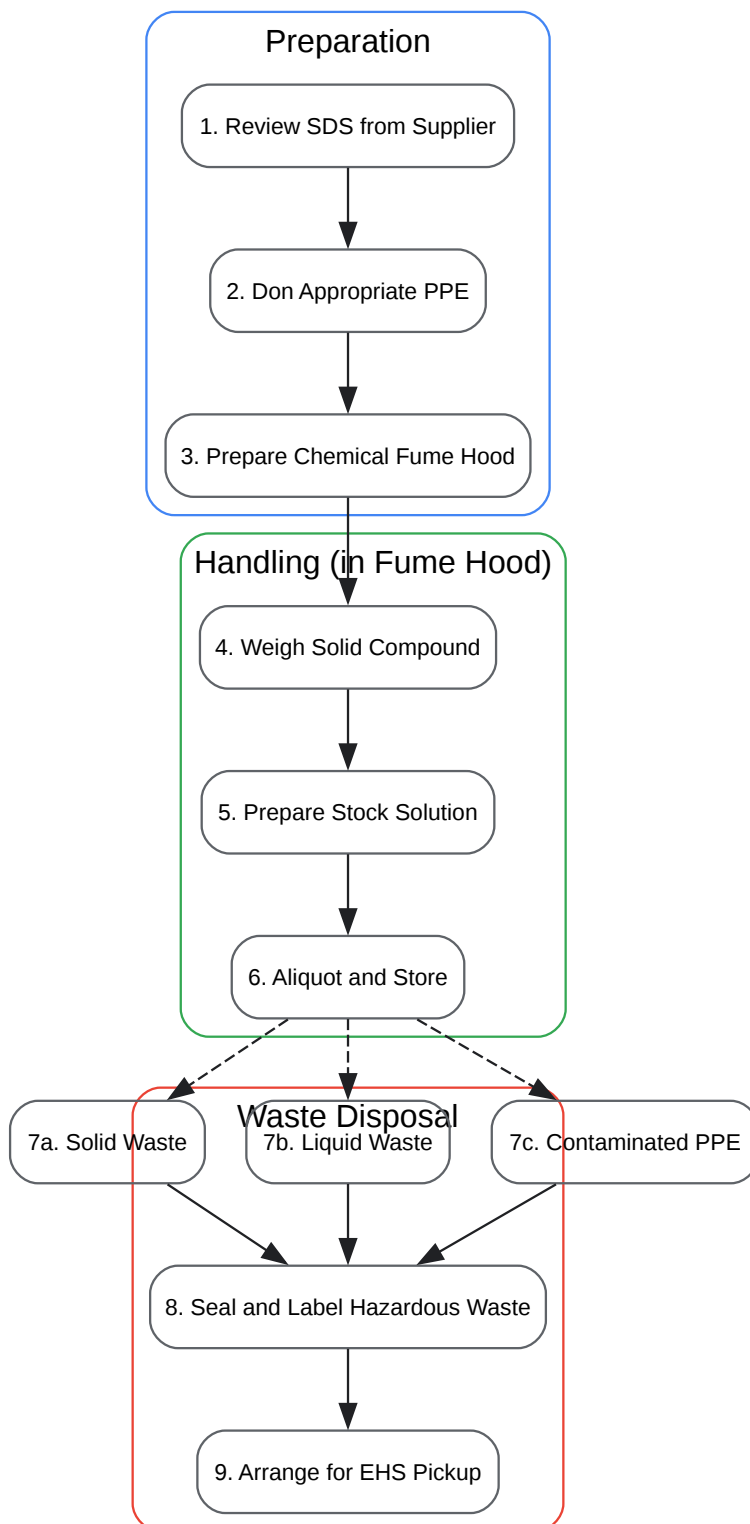 Preparation
1. Review SDS from Supplier
2. Don Appropriate PPE
3. Prepare Chemical Fume Hood
Handling (in Fume Hood)
4. Weigh Solid Compound
5. Prepare Stock Solution
6. Aliquot and Store
Waste Disposal
7a. Solid Waste
7b. Liquid Waste
7c. Contaminated PPE
8. Seal and Label Hazardous Waste
9. Arrange for EHS Pickup